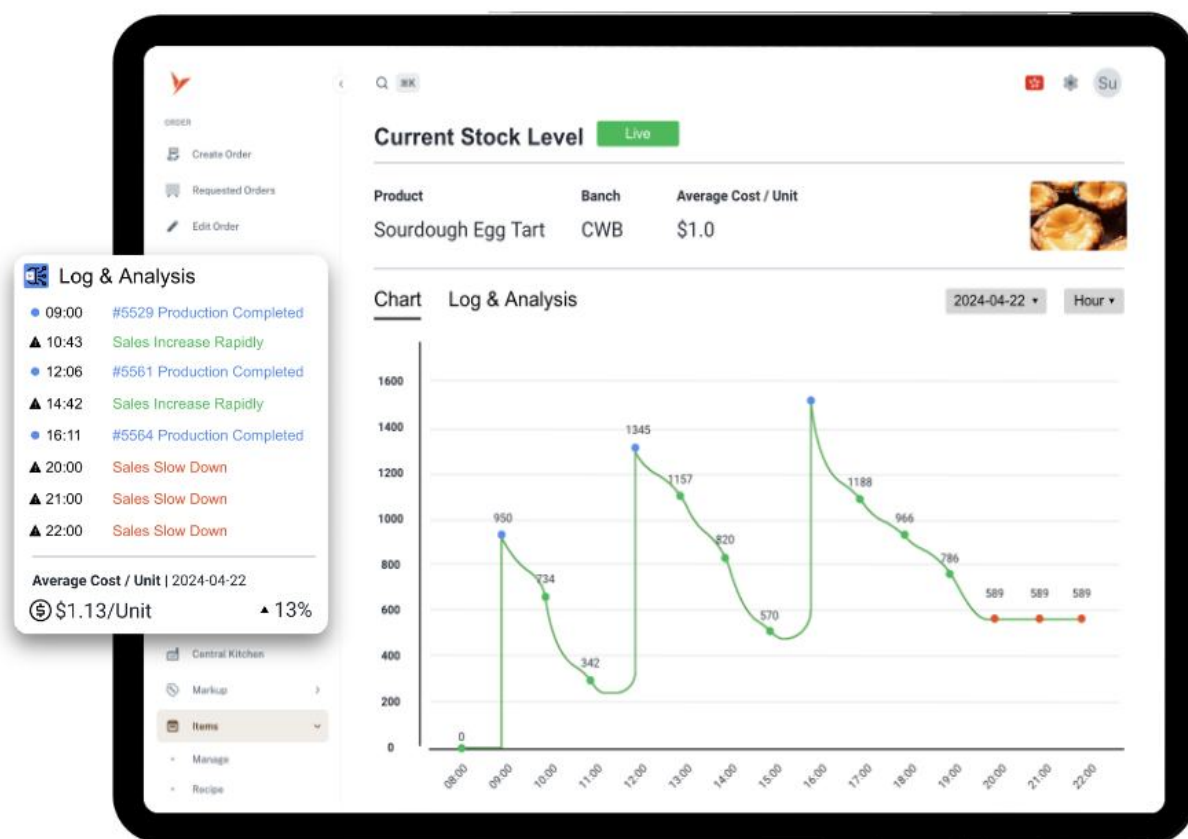 ⌘K
Su
ORDER
Create Order
Requested Orders
Edit Order
Current Stock Level
Live
Product
Banch
Average Cost / Unit
Sourdough Egg Tart
CWB
$1.0
Log & Analysis
09:00 #5529 Production Completed
10:43 Sales Increase Rapidly
12:06 #5561 Production Completed
14:42 Sales Increase Rapidly
16:11 #5564 Production Completed
20:00 Sales Slow Down
21:00 Sales Slow Down
22:00 Sales Slow Down
Average Cost / Unit | 2024-04-22
$1.13/Unit ▲ 13%
Central Kitchen
Markup
Items
Manage
Recipe
Chart Log & Analysis
2024-04-22 ▾
Hour ▾
1600
1400
1200
1000
800
600
400
200
0
0
950
734
342
1345
1157
820
570
1188
966
786
589
589
589
08:00
09:00
10:00
11:00
12:00
13:00
14:00
15:00
16:00
17:00
18:00
19:00
20:00
21:00
22:00